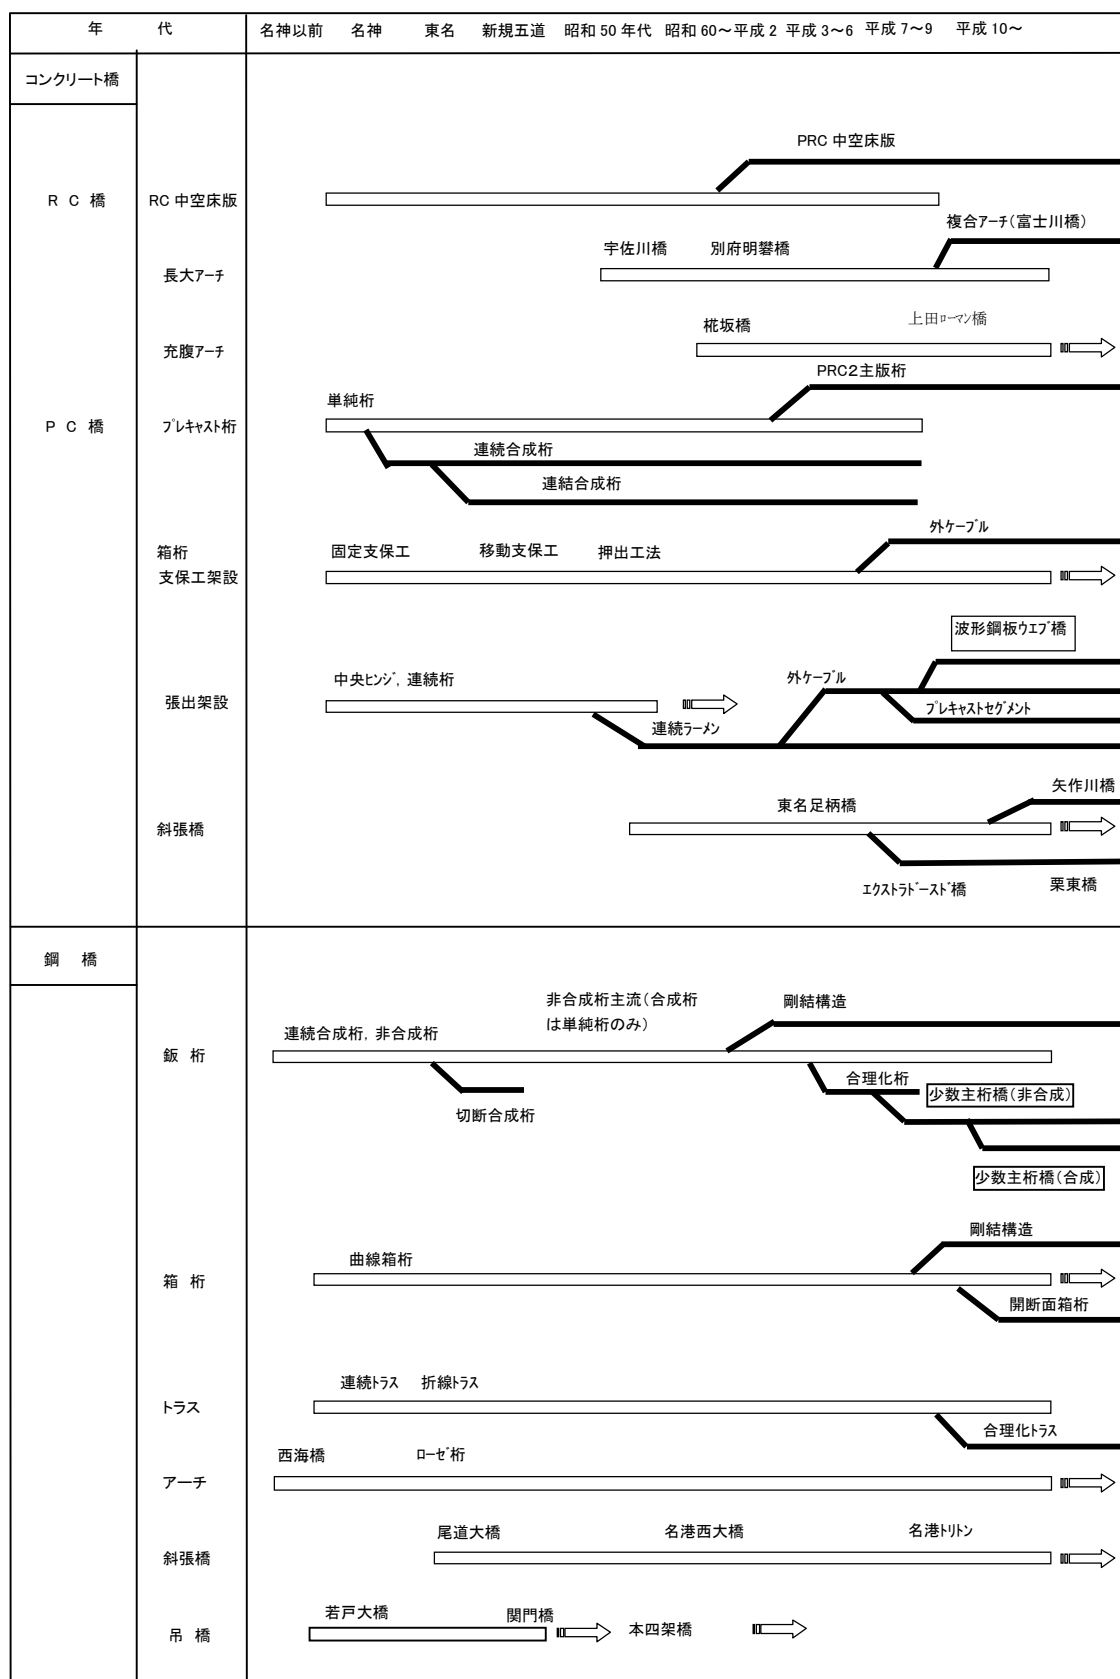 年　代　名神以前　名神　東名　新規五道　昭和 50 年代　昭和 60～平成 2　平成 3～6　平成 7～9　平成 10～
コンクリート橋
PRC 中空床版
ＲＣ橋　RC 中空床版
複合アーチ（富士川橋）
宇佐川橋　別府明礬橋
長大アーチ
椛坂橋　上田ローマン橋
充腹アーチ
PRC２主版桁
単純桁
ＰＣ橋　プレキャスト桁
連続合成桁
連結合成桁
外ケーブル
箱桁　固定支保工　移動支保工　押出工法
支保工架設
波形鋼板ウエブ橋
中央ヒンジ, 連続桁　外ケーブル
張出架設　プレキャストセグメント
連続ラーメン
矢作川橋
東名足柄橋
斜張橋
エクストラドーズド橋　栗東橋
鋼　橋
非合成桁主流（合成桁　剛結構造
は単純桁のみ）
連続合成桁, 非合成桁
鈑　桁
合理化桁　少数主桁橋（非合成）
切断合成桁
少数主桁橋（合成）
剛結構造
曲線箱桁
箱　桁
開断面箱桁
連続トラス　折線トラス
トラス
合理化トラス
西海橋　ローゼ桁
アーチ
尾道大橋　名港西大橋　名港トリトン
斜張橋
若戸大橋　関門橋
吊　橋　本四架橋